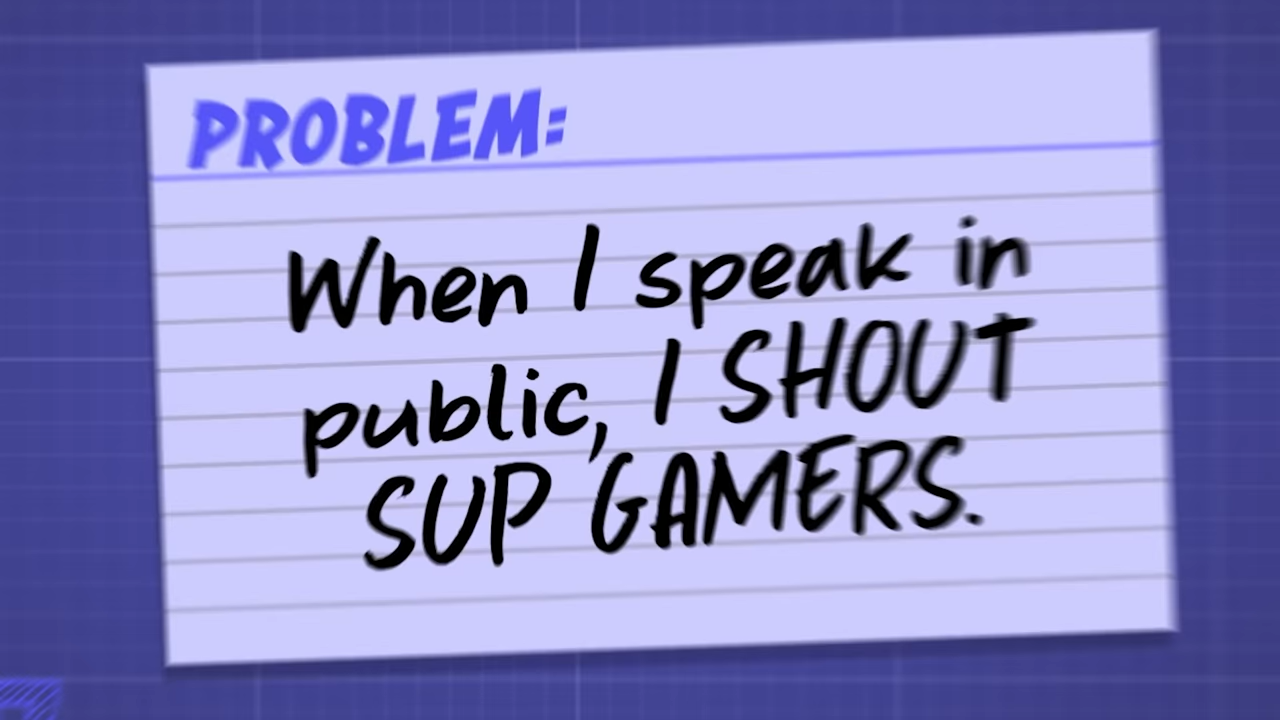 PROBLEM:
When I speak in
public, I SHOUT
SUP GAMERS.